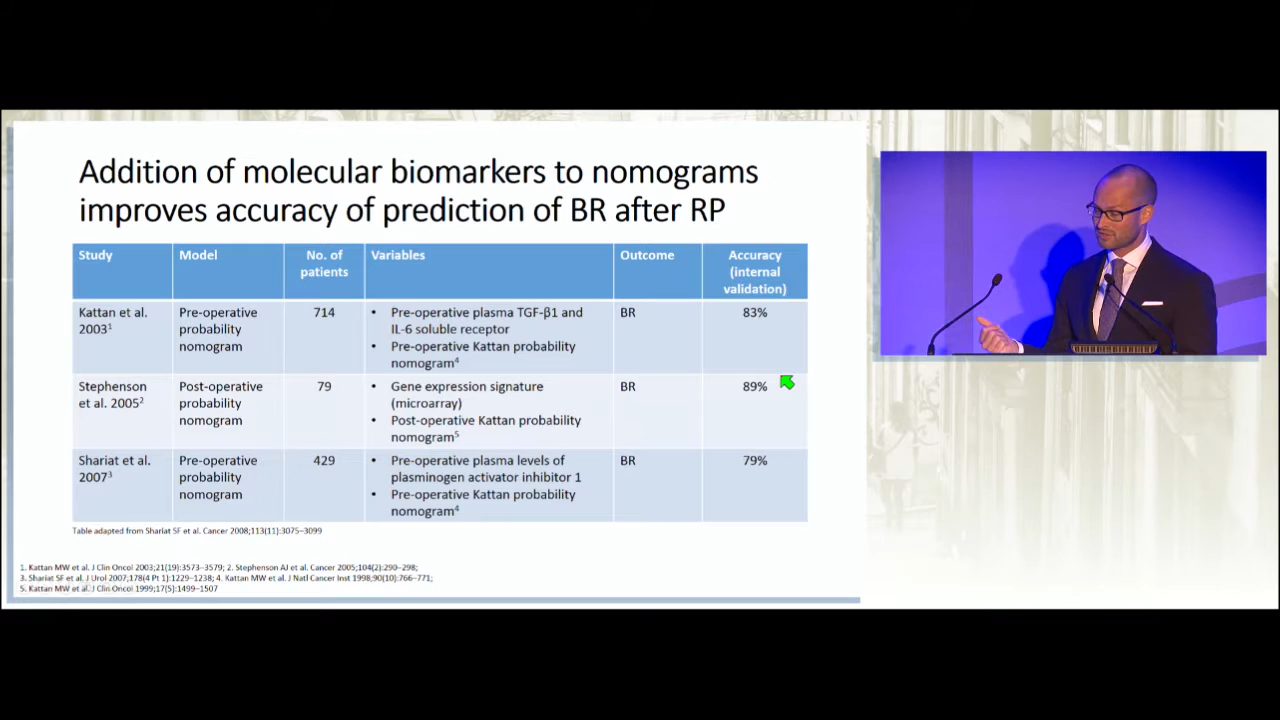 Addition of molecular biomarkers to nomograms
improves accuracy of prediction of BR after RP
Study
Model
No. of
patients
Variables
Outcome
Accuracy
(internal
validation)
Kattan et al.
2003¹
Pre-operative
probability
nomogram
714
• Pre-operative plasma TGF-β1 and
IL-6 soluble receptor
• Pre-operative Kattan probability
nomogram⁴
BR
83%
Stephenson
et al. 2005²
Post-operative
probability
nomogram
79
• Gene expression signature
(microarray)
• Post-operative Kattan probability
nomogram⁵
BR
89%
Shariat et al.
2007³
Pre-operative
probability
nomogram
429
• Pre-operative plasma levels of
plasminogen activator inhibitor 1
• Pre-operative Kattan probability
nomogram⁴
BR
79%
Table adapted from Shariat SF et al. Cancer 2008;113(11):3075–3099
1. Kattan MW et al. J Clin Oncol 2003;21(19):3573–3579; 2. Stephenson AJ et al. Cancer 2005;104(2):290–298;
3. Shariat SF et al. J Urol 2007;178(4 Pt 1):1229–1238; 4. Kattan MW et al. J Natl Cancer Inst 1998;90(10):766–771;
5. Kattan MW et al. J Clin Oncol 1999;17(5):1499–1507